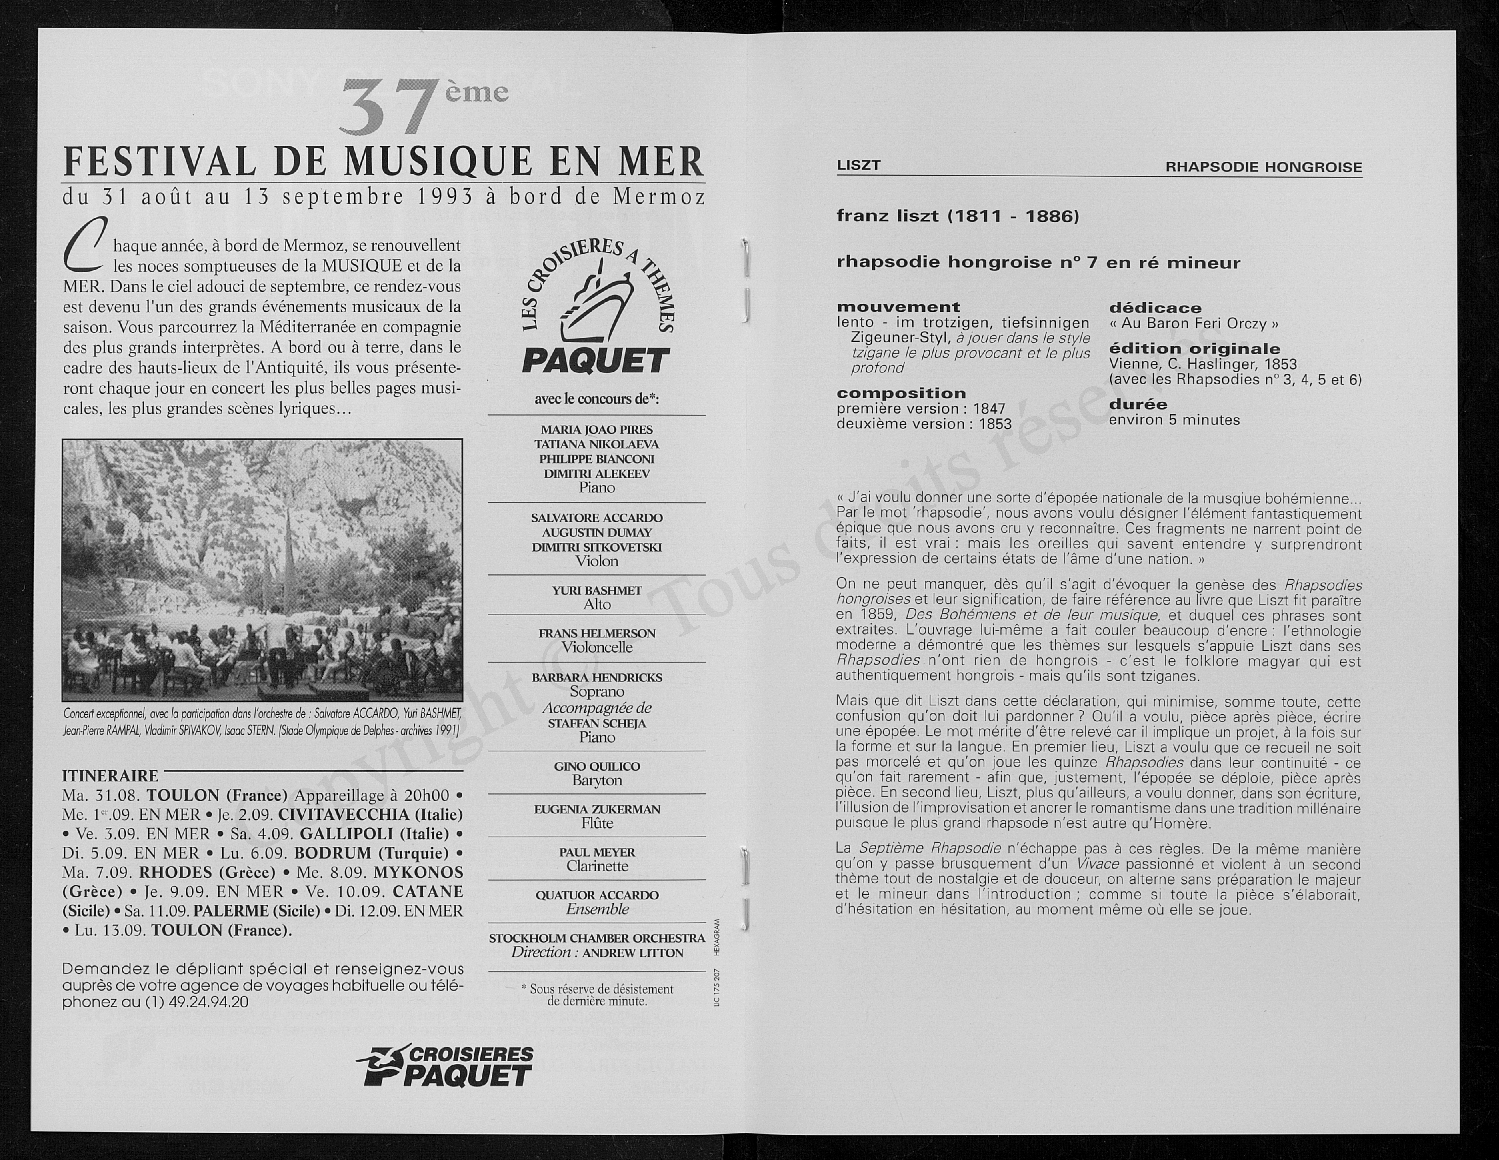 37ème
FESTIVAL DE MUSIQUE EN MER
du 31 août au 13 septembre 1993 à bord de Mermoz
Chaque année, à bord de Mermoz, se renouvellent
les noces somptueuses de la MUSIQUE et de la
MER. Dans le ciel adouci de septembre, ce rendez-vous
est devenu l'un des grands événements musicaux de la
saison. Vous parcourrez la Méditerranée en compagnie
des plus grands interprètes. A bord ou à terre, dans le
cadre des hauts-lieux de l'Antiquité, ils vous présente-
ront chaque jour en concert les plus belles pages musi-
cales, les plus grandes scènes lyriques...
Concert exceptionnel, avec la participation dans l'orchestre de : Salvatore ACCARDO, Yuri BASHMET,
Jean-Pierre RAMPAL, Vladimir SPIVAKOV, Isaac STERN. (Stade Olympique de Delphes - archives 1991)
ITINERAIRE
Ma. 31.08. TOULON (France) Appareillage à 20h00 •
Me. 1er.09. EN MER • Je. 2.09. CIVITAVECCHIA (Italie)
• Ve. 3.09. EN MER • Sa. 4.09. GALLIPOLI (Italie) •
Di. 5.09. EN MER • Lu. 6.09. BODRUM (Turquie) •
Ma. 7.09. RHODES (Grèce) • Me. 8.09. MYKONOS
(Grèce) • Je. 9.09. EN MER • Ve. 10.09. CATANE
(Sicile) • Sa. 11.09. PALERME (Sicile) • Di. 12.09. EN MER
• Lu. 13.09. TOULON (France).
Demandez le dépliant spécial et renseignez-vous
auprès de votre agence de voyages habituelle ou télé-
phonez au (1) 49.24.94.20
LES CROISIERES A THEMES
PAQUET
avec le concours de*:
MARIA JOAO PIRES
TATIANA NIKOLAEVA
PHILIPPE BIANCONI
DIMITRI ALEKEEV
Piano
SALVATORE ACCARDO
AUGUSTIN DUMAY
DIMITRI SITKOVETSKI
Violon
YURI BASHMET
Alto
FRANS HELMERSON
Violoncelle
BARBARA HENDRICKS
Soprano
Accompagnée de
STAFFAN SCHEJA
Piano
GINO QUILICO
Baryton
EUGENIA ZUKERMAN
Flûte
PAUL MEYER
Clarinette
QUATUOR ACCARDO
Ensemble
STOCKHOLM CHAMBER ORCHESTRA
Direction : ANDREW LITTON
* Sous réserve de désistement
de dernière minute.
LIC 175 207 HEXAGRAM
CROISIERES
PAQUET
LISZT RHAPSODIE HONGROISE
franz liszt (1811 - 1886)
rhapsodie hongroise n° 7 en ré mineur
mouvement
lento - im trotzigen, tiefsinnigen
Zigeuner-Styl, à jouer dans le style
tzigane le plus provocant et le plus
profond
composition
première version : 1847
deuxième version : 1853
dédicace
« Au Baron Feri Orczy »
édition originale
Vienne, C. Haslinger, 1853
(avec les Rhapsodies n° 3, 4, 5 et 6)
durée
environ 5 minutes
« J'ai voulu donner une sorte d'épopée nationale de la musqiue bohémienne...
Par le mot 'rhapsodie', nous avons voulu désigner l'élément fantastiquement
épique que nous avons cru y reconnaître. Ces fragments ne narrent point de
faits, il est vrai : mais les oreilles qui savent entendre y surprendront
l'expression de certains états de l'âme d'une nation. »
On ne peut manquer, dès qu'il s'agit d'évoquer la genèse des Rhapsodies
hongroises et leur signification, de faire référence au livre que Liszt fit paraître
en 1859, Des Bohémiens et de leur musique, et duquel ces phrases sont
extraites. L'ouvrage lui-même a fait couler beaucoup d'encre : l'ethnologie
moderne a démontré que les thèmes sur lesquels s'appuie Liszt dans ses
Rhapsodies n'ont rien de hongrois - c'est le folklore magyar qui est
authentiquement hongrois - mais qu'ils sont tziganes.
Mais que dit Liszt dans cette déclaration, qui minimise, somme toute, cette
confusion qu'on doit lui pardonner ? Qu'il a voulu, pièce après pièce, écrire
une épopée. Le mot mérite d'être relevé car il implique un projet, à la fois sur
la forme et sur la langue. En premier lieu, Liszt a voulu que ce recueil ne soit
pas morcelé et qu'on joue les quinze Rhapsodies dans leur continuité - ce
qu'on fait rarement - afin que, justement, l'épopée se déploie, pièce après
pièce. En second lieu, Liszt, plus qu'ailleurs, a voulu donner, dans son écriture,
l'illusion de l'improvisation et ancrer le romantisme dans une tradition millénaire
puisque le plus grand rhapsode n'est autre qu'Homère.
La Septième Rhapsodie n'échappe pas à ces règles. De la même manière
qu'on y passe brusquement d'un Vivace passionné et violent à un second
thème tout de nostalgie et de douceur, on alterne sans préparation le majeur
et le mineur dans l'introduction ; comme si toute la pièce s'élaborait,
d'hésitation en hésitation, au moment même où elle se joue.
Copyright © Tous droits réservés